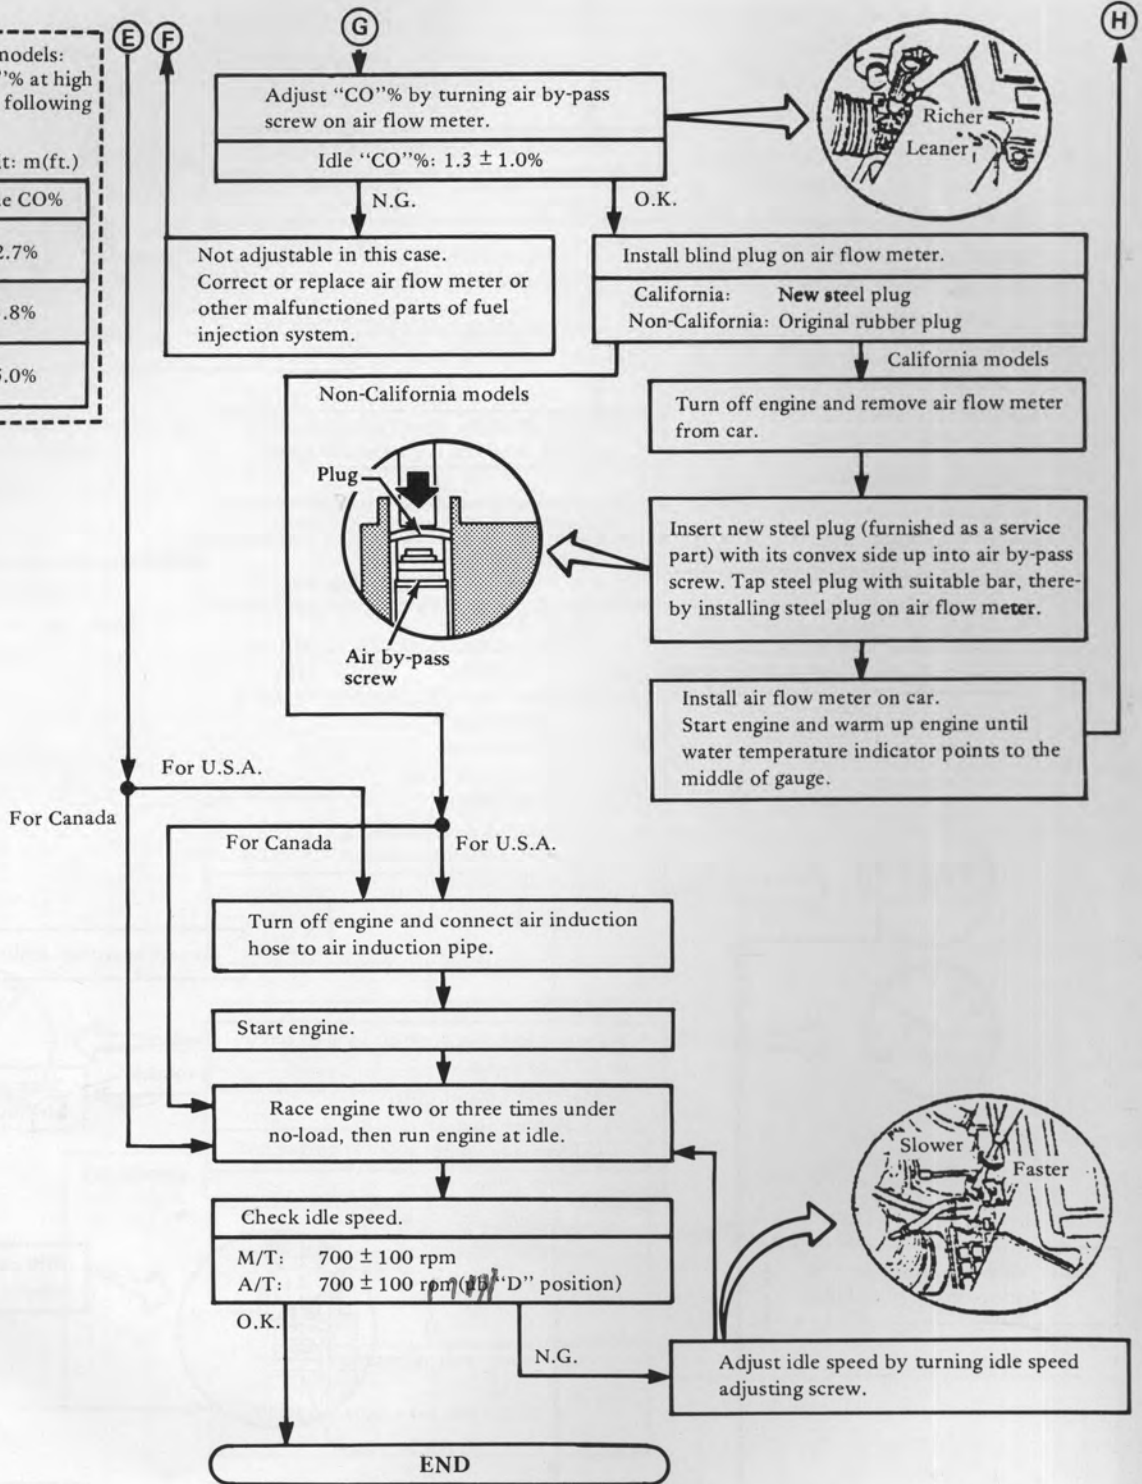 E
F
G
H
models:
"% at high
following
it: m(ft.)
e CO%
2.7%
.8%
.0%
Adjust "CO"% by turning air by-pass
screw on air flow meter.
Idle "CO"%: 1.3 ± 1.0%
Richer
Leaner
N.G.
O.K.
Not adjustable in this case.
Correct or replace air flow meter or
other malfunctioned parts of fuel
injection system.
Install blind plug on air flow meter.
California: New steel plug
Non-California: Original rubber plug
Non-California models
California models
Turn off engine and remove air flow meter
from car.
Plug
Air by-pass
screw
Insert new steel plug (furnished as a service
part) with its convex side up into air by-pass
screw. Tap steel plug with suitable bar, there-
by installing steel plug on air flow meter.
Install air flow meter on car.
Start engine and warm up engine until
water temperature indicator points to the
middle of gauge.
For U.S.A.
For Canada
For Canada
For U.S.A.
Turn off engine and connect air induction
hose to air induction pipe.
Start engine.
Race engine two or three times under
no-load, then run engine at idle.
Slower
Faster
Check idle speed.
M/T: 700 ± 100 rpm
A/T: 700 ± 100 rpm "D" position)
O.K.
N.G.
Adjust idle speed by turning idle speed
adjusting screw.
END